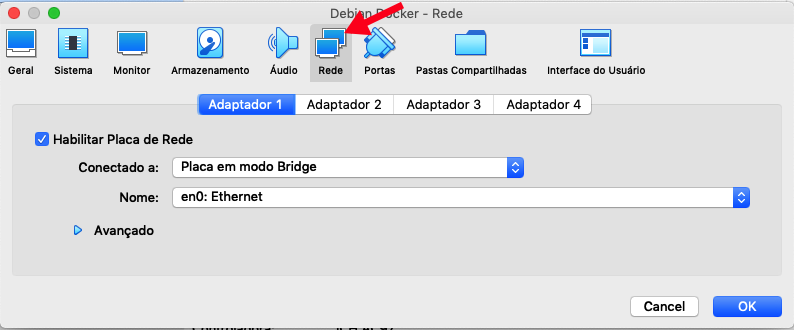 Debian Docker - Rede
Geral Sistema Monitor Armazenamento Áudio Rede Portas Pastas Compartilhadas Interface do Usuário
Adaptador 1 Adaptador 2 Adaptador 3 Adaptador 4
Habilitar Placa de Rede
Conectado a: Placa em modo Bridge
Nome: en0: Ethernet
Avançado
Cancel OK